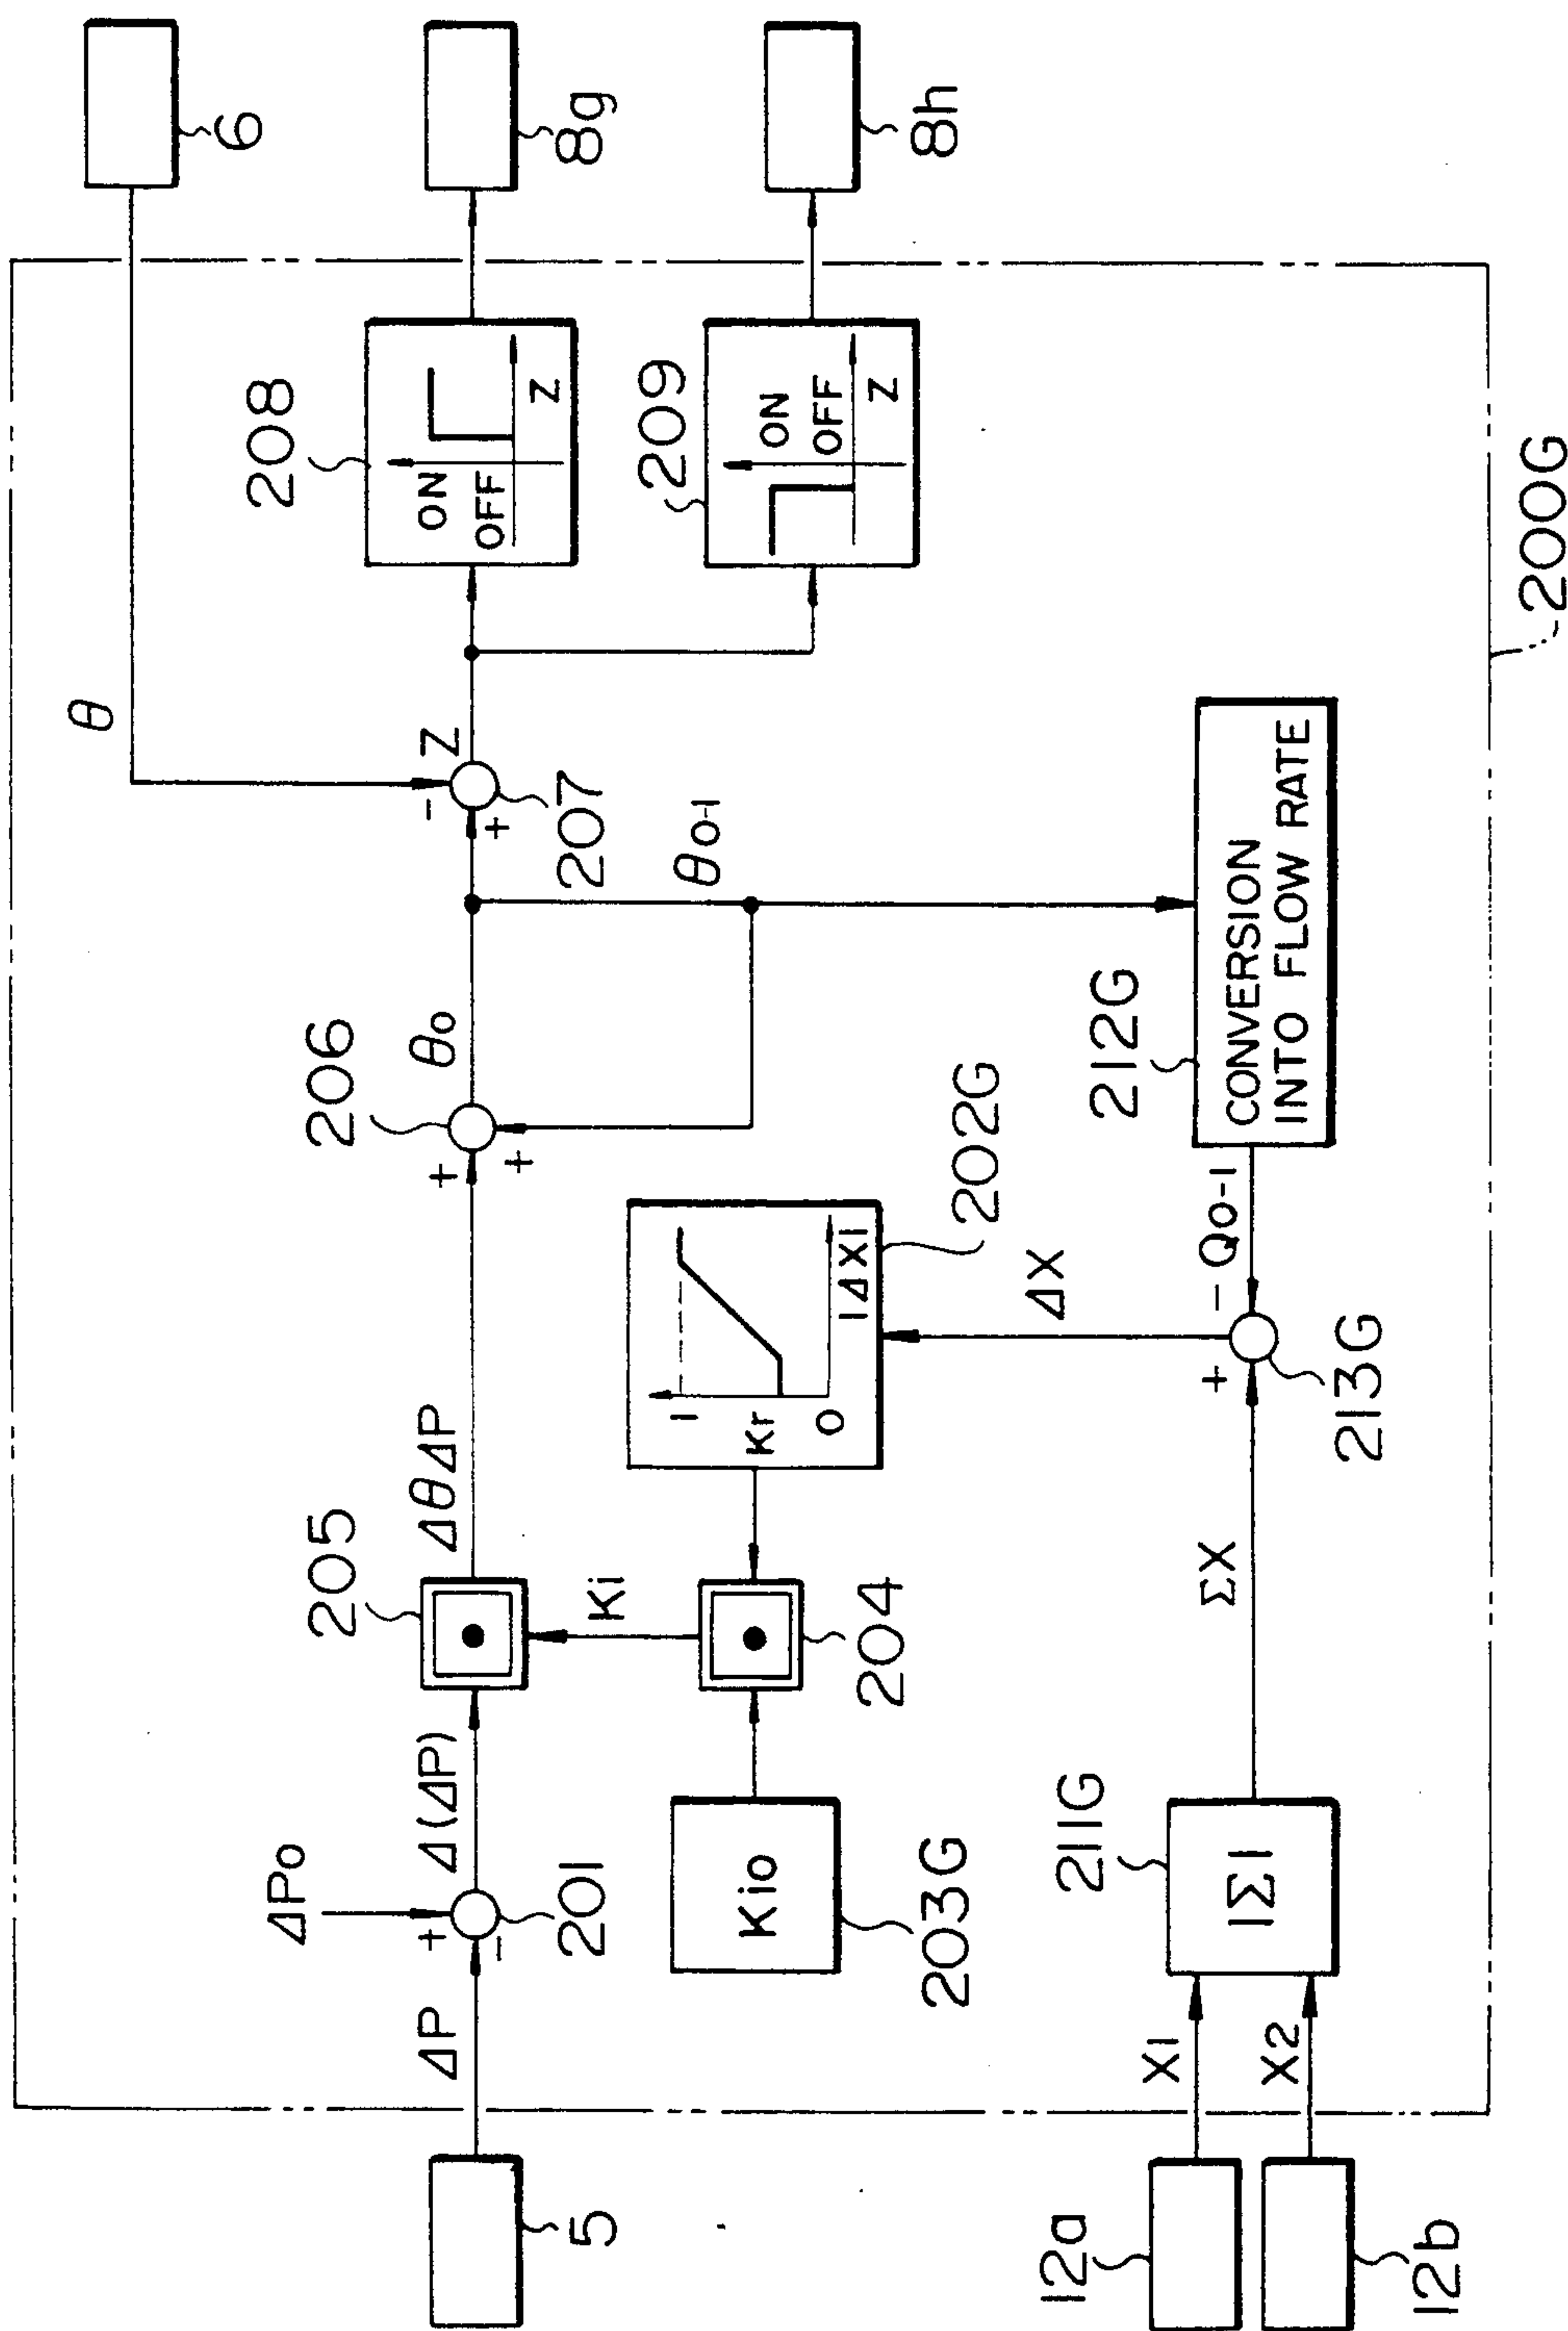 5
ΔP
ΔPo
+
-
201
Δ(ΔP)
205
ΔθΔP
+
+
206
θo
θo-1
+
-
207
Z
θ
6
208
ON
OFF
Z
8g
209
ON
OFF
Z
8h
Kio
203G
204
Ki
1
Kr
0
|ΔX|
202G
ΔX
12a
12b
X1
X2
|Σ|
211G
ΣX
+
-
213G
Qo-1
212G
CONVERSION
INTO FLOW RATE
200G